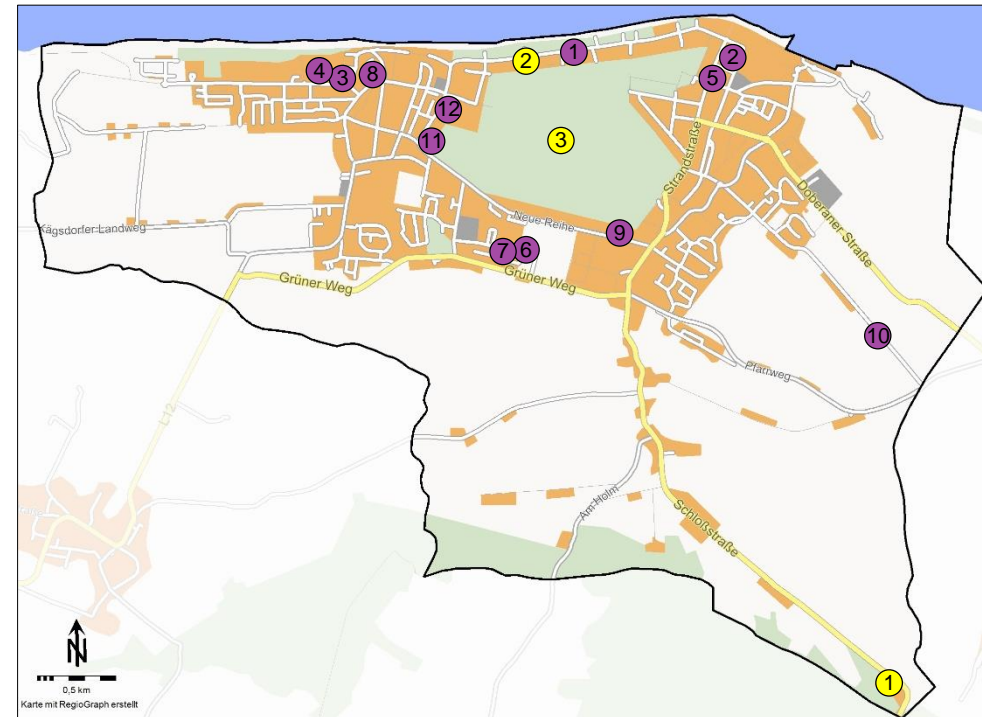 1
2
2
4
3
8
5
12
11
3
Strandstraße
Doberaner Straße
Neue Reihe
9
Kägsdorfer Landweg
7
6
Grüner Weg
Grüner Weg
10
Plattweg
L12
Am Holm
Schloßstraße
N
0,5 km
1
Karte mit RegioGraph erstellt